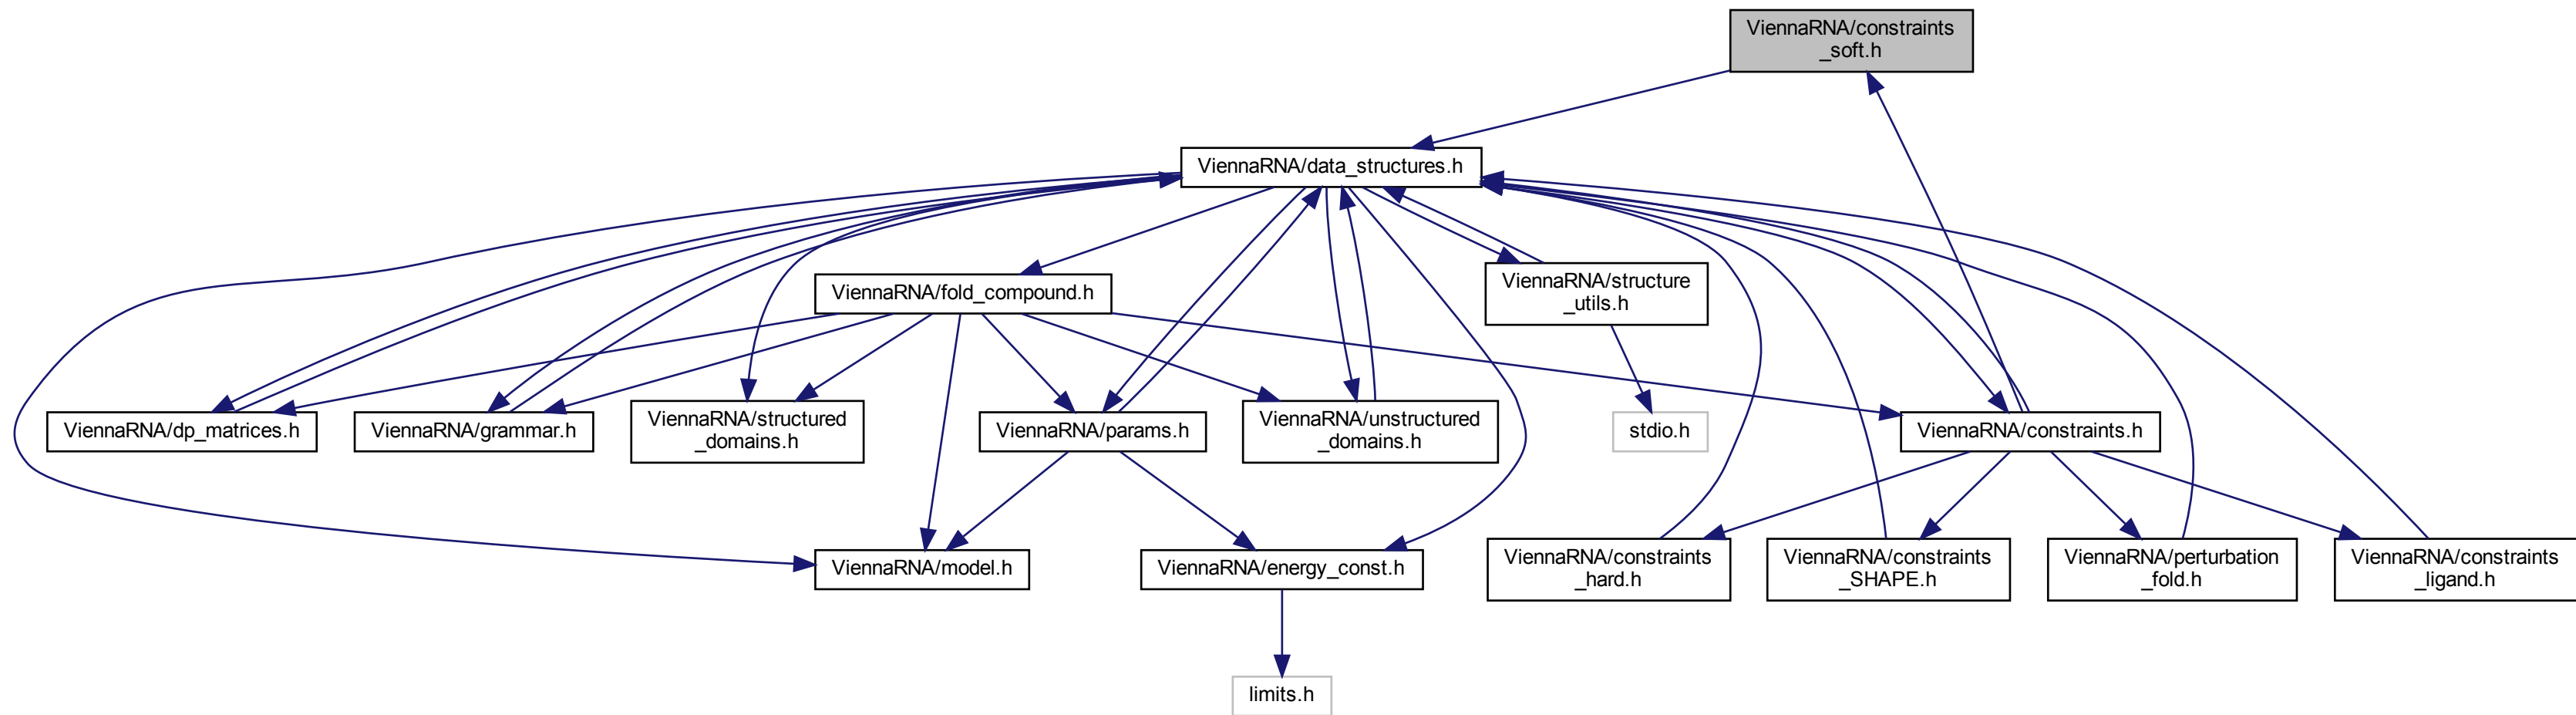 ViennaRNA/constraints
_soft.h
ViennaRNA/data_structures.h
ViennaRNA/fold_compound.h
ViennaRNA/structure
_utils.h
ViennaRNA/dp_matrices.h
ViennaRNA/grammar.h
ViennaRNA/structured
_domains.h
ViennaRNA/params.h
ViennaRNA/unstructured
_domains.h
stdio.h
ViennaRNA/constraints.h
ViennaRNA/model.h
ViennaRNA/energy_const.h
ViennaRNA/constraints
_hard.h
ViennaRNA/constraints
_SHAPE.h
ViennaRNA/perturbation
_fold.h
ViennaRNA/constraints
_ligand.h
limits.h